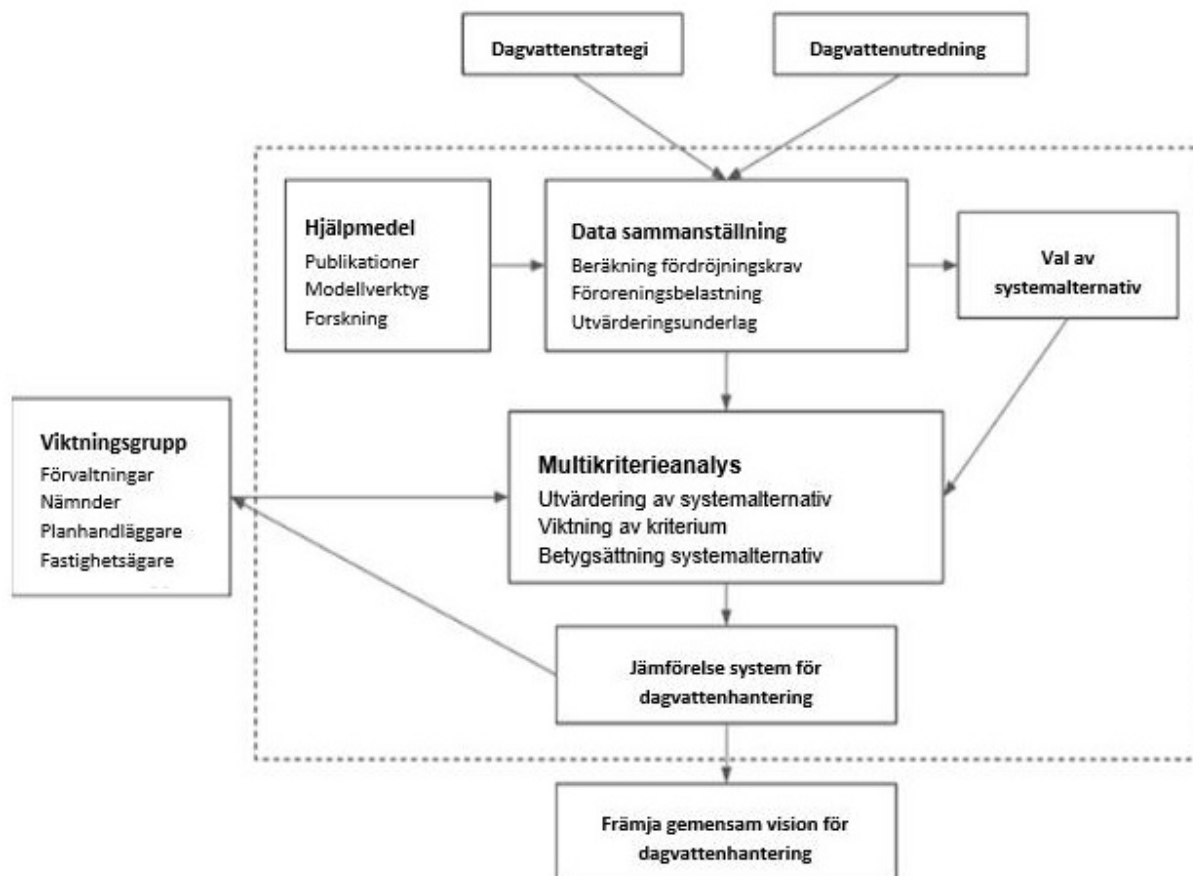 Dagvattenstrategi
Dagvattenutredning
Hjälpmedel
Publikationer
Modellverktyg
Forskning
Data sammanställning
Beräkning fördröjningskrav
Föroreningsbelastning
Utvärderingsunderlag
Val av
systemalternativ
Viktningsgrupp
Förvaltningar
Nämnder
Planhandläggare
Fastighetsägare
Multikriterieanalys
Utvärdering av systemalternativ
Viktning av kriterium
Betygsättning systemalternativ
Jämförelse system för
dagvattenhantering
Främja gemensam vision för
dagvattenhantering